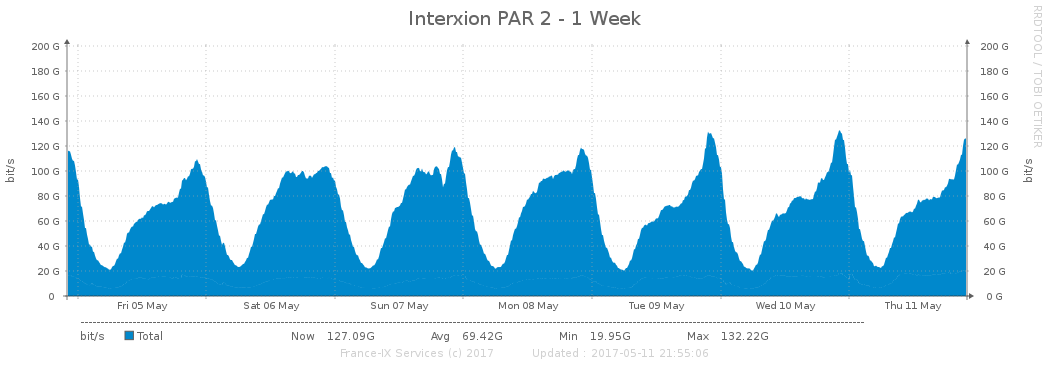 Interxion PAR 2 - 1 Week
RRDTOOL / TOBI OETIKER
bit/s
200 G 200 G
180 G 180 G
160 G 160 G
140 G 140 G
120 G 120 G
100 G 100 G
80 G 80 G
60 G 60 G
40 G 40 G
20 G 20 G
0 0 G
bit/s
Fri 05 May Sat 06 May Sun 07 May Mon 08 May Tue 09 May Wed 10 May Thu 11 May
bit/s Total Now 127.09G Avg 69.42G Min 19.95G Max 132.22G
France-IX Services (c) 2017 Updated : 2017-05-11 21:55:06